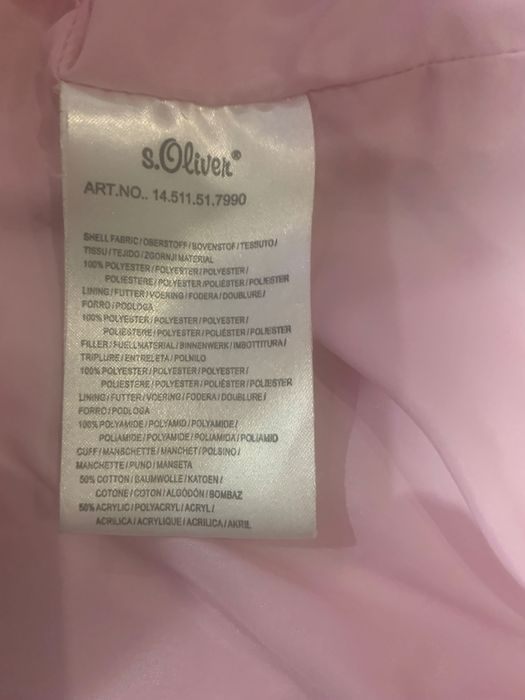 s.Oliver®
ART.NO.. 14.511.51.7990
SHELL FABRIC/OBERSTOFF/BOVENSTOF/TESSUTO/
TISSU/TEJIDO/ZGORNJI MATERIAL
100% POLYESTER/POLYESTER/POLYESTER/
POLIESTERE/POLYESTER/POLIÉSTER/POLIESTER
LINING/FUTTER/VOERING/FODERA/DOUBLURE/
FORRO/PODLOGA
100% POLYESTER/POLYESTER/POLYESTER/
POLIESTERE/POLYESTER/POLIÉSTER/POLIESTER
FILLER/FUELLMATERIAL/BINNENWERK/IMBOTTITURA/
TRIPLURE/ENTRELETA/POLNILO
100% POLYESTER/POLYESTER/POLYESTER/
POLIESTERE/POLYESTER/POLIÉSTER/POLIESTER
LINING/FUTTER/VOERING/FODERA/DOUBLURE/
FORRO/PODLOGA
100% POLYAMIDE/POLYAMID/POLYAMIDE/
POLIAMIDE/POLYAMIDE/POLIAMIDA/POLIAMID
CUFF/MANSCHETTE/MANCHET/POLSINO/
MANCHETTE/PUNO/MANSETA
50% COTTON/BAUMWOLLE/KATOEN/
COTONE/COTON/ALGODÓN/BOMBAZ
50% ACRYLIC/POLYACRYL/ACRYL/
ACRILICA/ACRYLIQUE/ACRILICA/AKRIL